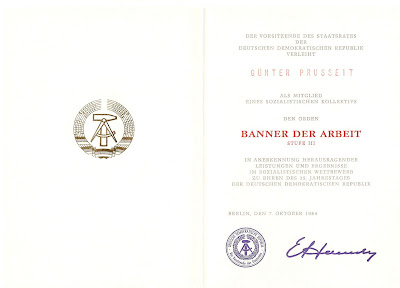 DER VORSITZENDE DES STAATSRATES
DER
DEUTSCHEN DEMOKRATISCHEN REPUBLIK
VERLEIHT
GÜNTER PRUSSEIT
ALS MITGLIED
EINES SOZIALISTISCHEN KOLLEKTIVS
DEN ORDEN
BANNER DER ARBEIT
STUFE III
IN ANERKENNUNG HERAUSRAGENDER
LEISTUNGEN UND ERGEBNISSE
IM SOZIALISTISCHEN WETTBEWERB
ZU EHREN DES 35. JAHRESTAGES
DER DEUTSCHEN DEMOKRATISCHEN REPUBLIK
BERLIN, DEN 7. OKTOBER 1984